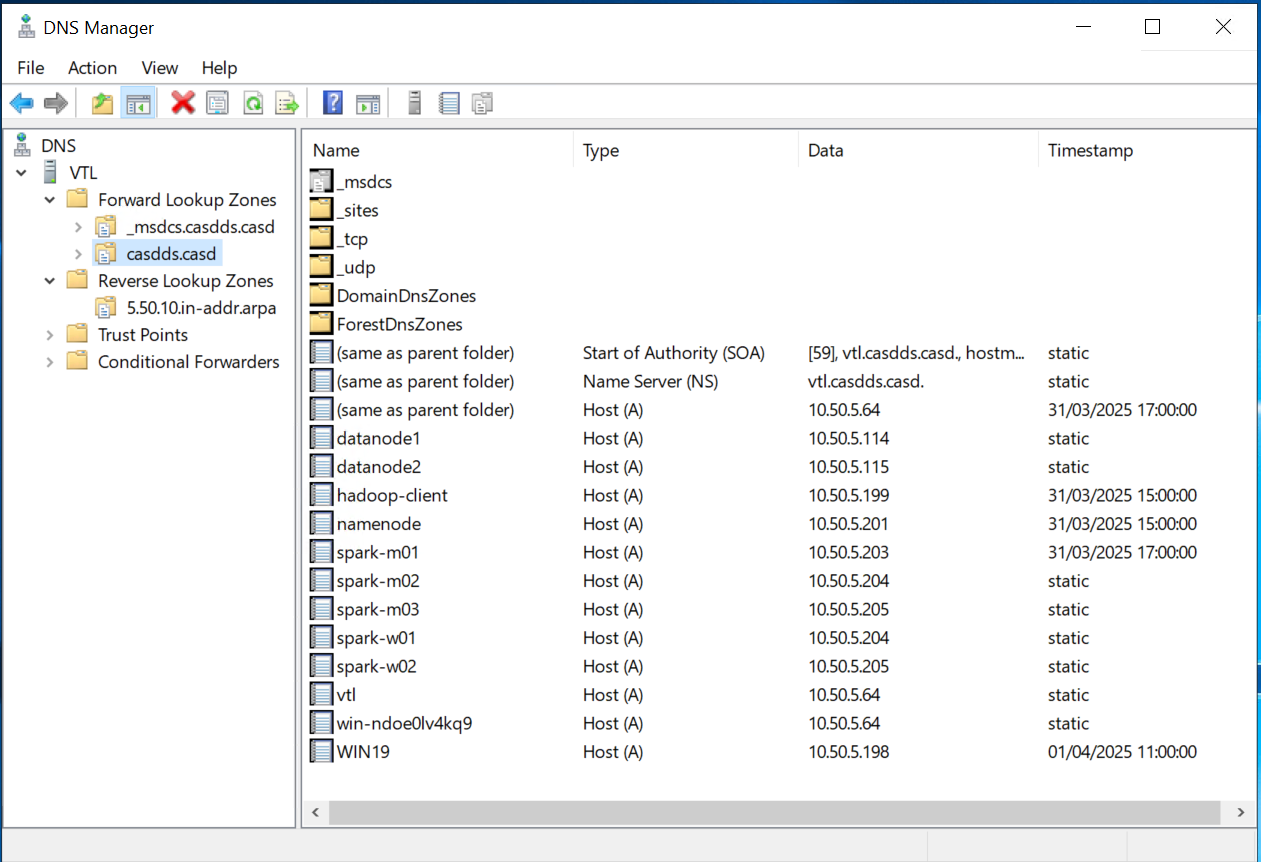 DNS Manager
File Action View Help
DNS
VTL
Forward Lookup Zones
_msdcs.casdds.casd
casdds.casd
Reverse Lookup Zones
5.50.10.in-addr.arpa
Trust Points
Conditional Forwarders
Name Type Data Timestamp
_msdcs
_sites
_tcp
_udp
DomainDnsZones
ForestDnsZones
(same as parent folder) Start of Authority (SOA) [59], vtl.casdds.casd., hostm... static
(same as parent folder) Name Server (NS) vtl.casdds.casd. static
(same as parent folder) Host (A) 10.50.5.64 31/03/2025 17:00:00
datanode1 Host (A) 10.50.5.114 static
datanode2 Host (A) 10.50.5.115 static
hadoop-client Host (A) 10.50.5.199 31/03/2025 15:00:00
namenode Host (A) 10.50.5.201 31/03/2025 15:00:00
spark-m01 Host (A) 10.50.5.203 31/03/2025 17:00:00
spark-m02 Host (A) 10.50.5.204 static
spark-m03 Host (A) 10.50.5.205 static
spark-w01 Host (A) 10.50.5.204 static
spark-w02 Host (A) 10.50.5.205 static
vtl Host (A) 10.50.5.64 static
win-ndoe0lv4kq9 Host (A) 10.50.5.64 static
WIN19 Host (A) 10.50.5.198 01/04/2025 11:00:00